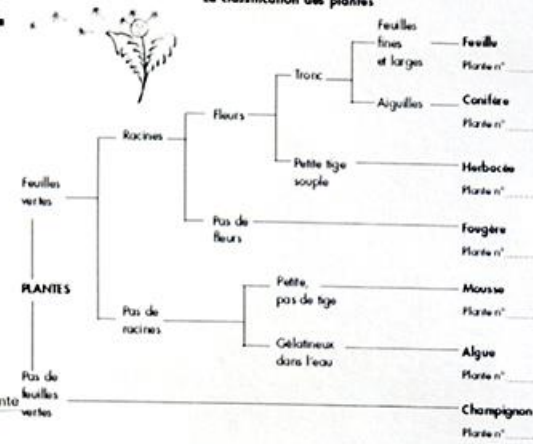 La classification des plantes
Feuilles
fines
et larges
Feuillu
Plante n°
Tronc
Aiguilles
Conifère
Plante n°
Fleurs
Racines
Petite tige
souple
Herbacée
Plante n°
Feuilles
vertes
Pas de
fleurs
Fougère
Plante n°
PLANTES
Petite,
pas de tige
Mousse
Plante n°
Pas de
racines
Gélatineux
dans l'eau
Algue
Plante n°
Pas de
feuilles
vertes
Champignon
Plante n°